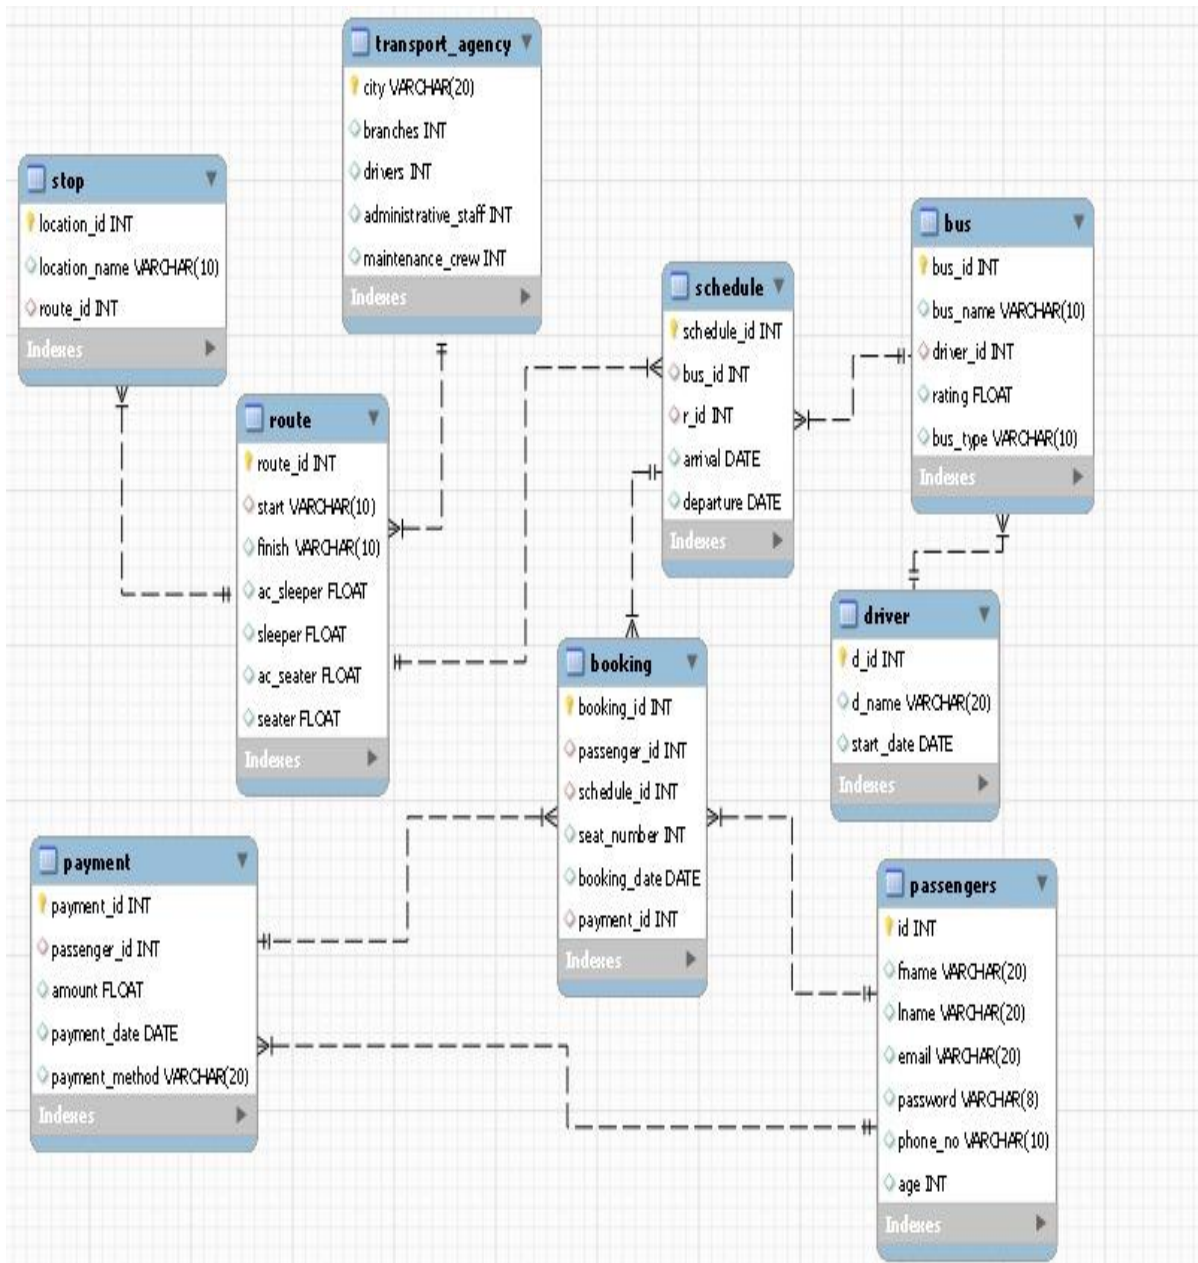 transport_agency
city VARCHAR(20)
branches INT
drivers INT
administrative_staff INT
maintenance_crew INT
Indexes
stop
location_id INT
location_name VARCHAR(10)
route_id INT
Indexes
route
route_id INT
start VARCHAR(10)
finish VARCHAR(10)
ac_sleeper FLOAT
sleeper FLOAT
ac_seater FLOAT
seater FLOAT
Indexes
schedule
schedule_id INT
bus_id INT
r_id INT
arrival DATE
departure DATE
Indexes
bus
bus_id INT
bus_name VARCHAR(10)
driver_id INT
rating FLOAT
bus_type VARCHAR(10)
Indexes
driver
d_id INT
d_name VARCHAR(20)
start_date DATE
Indexes
booking
booking_id INT
passenger_id INT
schedule_id INT
seat_number INT
booking_date DATE
payment_id INT
Indexes
payment
payment_id INT
passenger_id INT
amount FLOAT
payment_date DATE
payment_method VARCHAR(20)
Indexes
passengers
id INT
fname VARCHAR(20)
lname VARCHAR(20)
email VARCHAR(20)
password VARCHAR(8)
phone_no VARCHAR(10)
age INT
Indexes